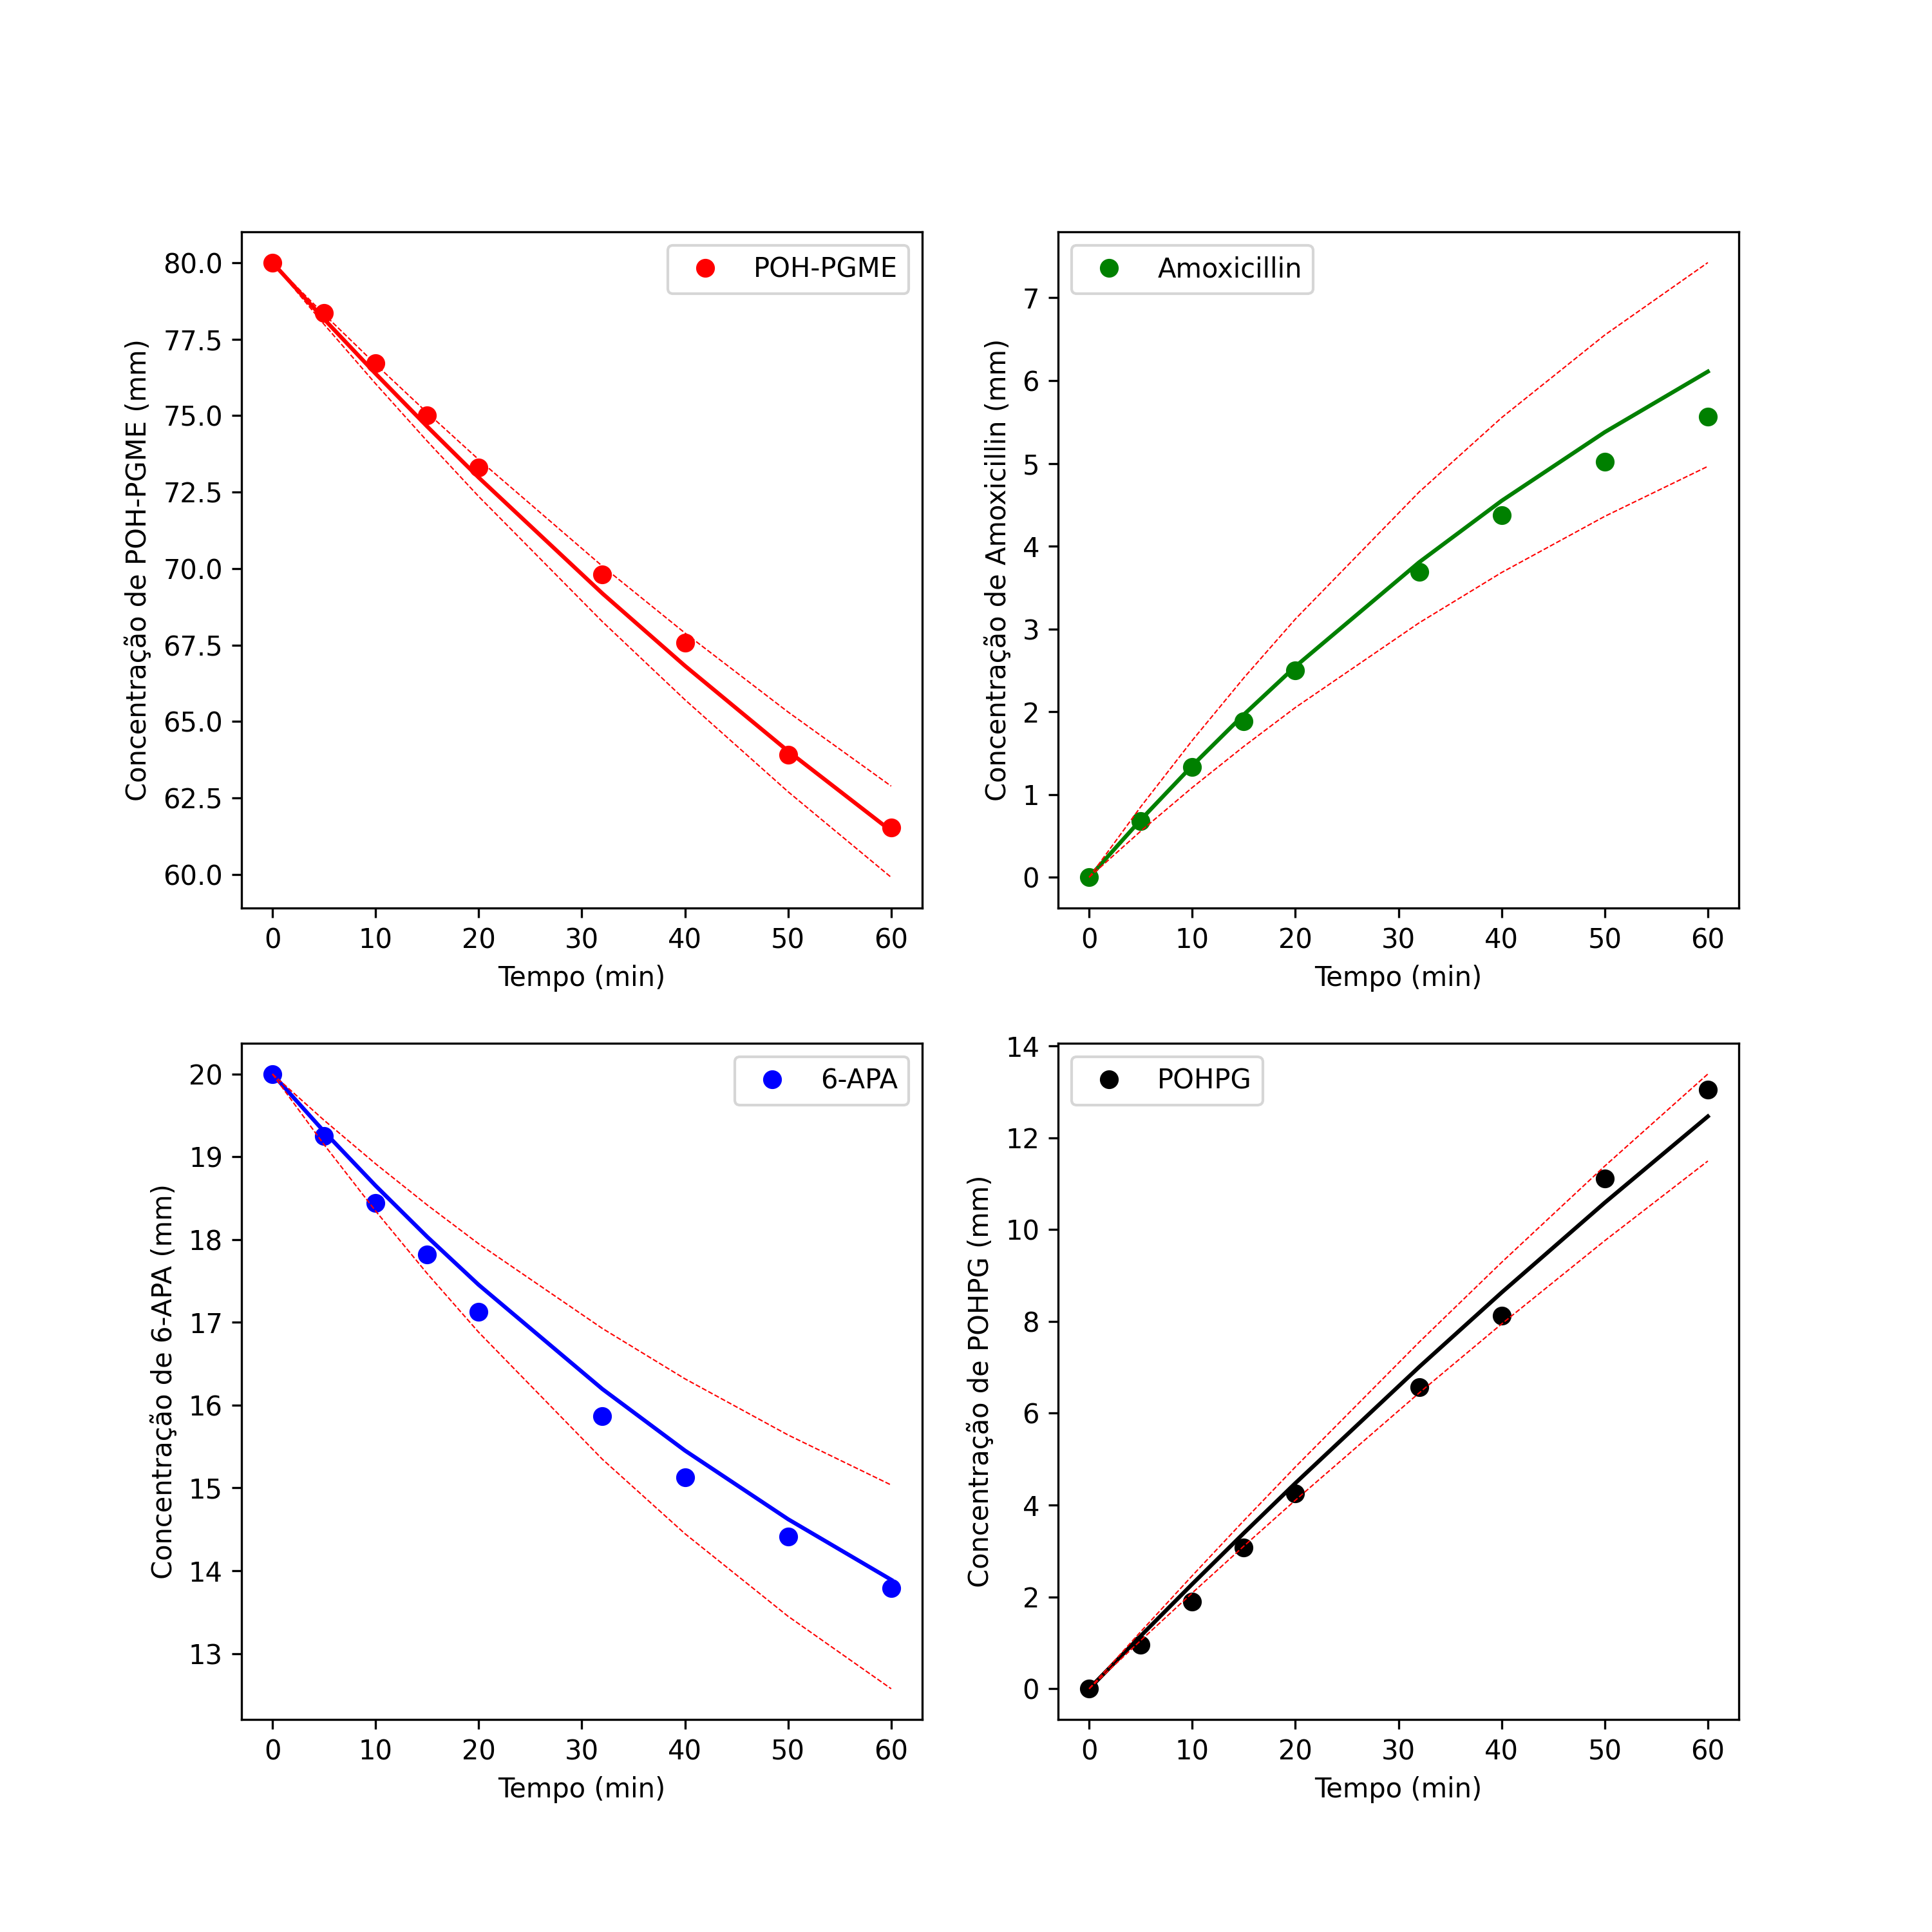 POH-PGME
Concentração de POH-PGME (mm)
80.0
77.5
75.0
72.5
70.0
67.5
65.0
62.5
60.0
0 10 20 30 40 50 60
Tempo (min)
Amoxicillin
Concentração de Amoxicillin (mm)
7
6
5
4
3
2
1
0
0 10 20 30 40 50 60
Tempo (min)
6-APA
Concentração de 6-APA (mm)
20
19
18
17
16
15
14
13
0 10 20 30 40 50 60
Tempo (min)
POHPG
Concentração de POHPG (mm)
14
12
10
8
6
4
2
0
0 10 20 30 40 50 60
Tempo (min)